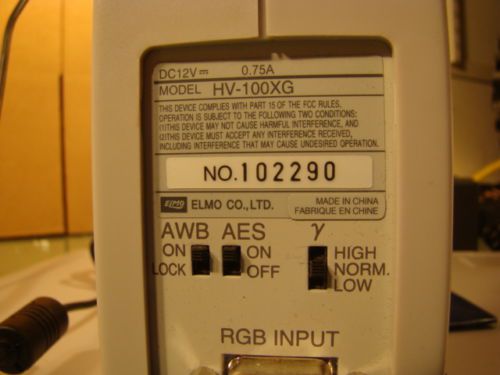 DC12V⎓ 0.75A
MODEL HV-100XG
THIS DEVICE COMPLIES WITH PART 15 OF THE FCC RULES.
OPERATION IS SUBJECT TO THE FOLLOWING TWO CONDITIONS:
(1)THIS DEVICE MAY NOT CAUSE HARMFUL INTERFERENCE, AND
(2)THIS DEVICE MUST ACCEPT ANY INTERFERENCE RECEIVED,
INCLUDING INTERFERENCE THAT MAY CAUSE UNDESIRED OPERATION.
NO.102290
ELMO ELMO CO., LTD.
MADE IN CHINA
FABRIQUE EN CHINE
AWB AES γ
ON ON HIGH
LOCK OFF NORM.
LOW
RGB INPUT